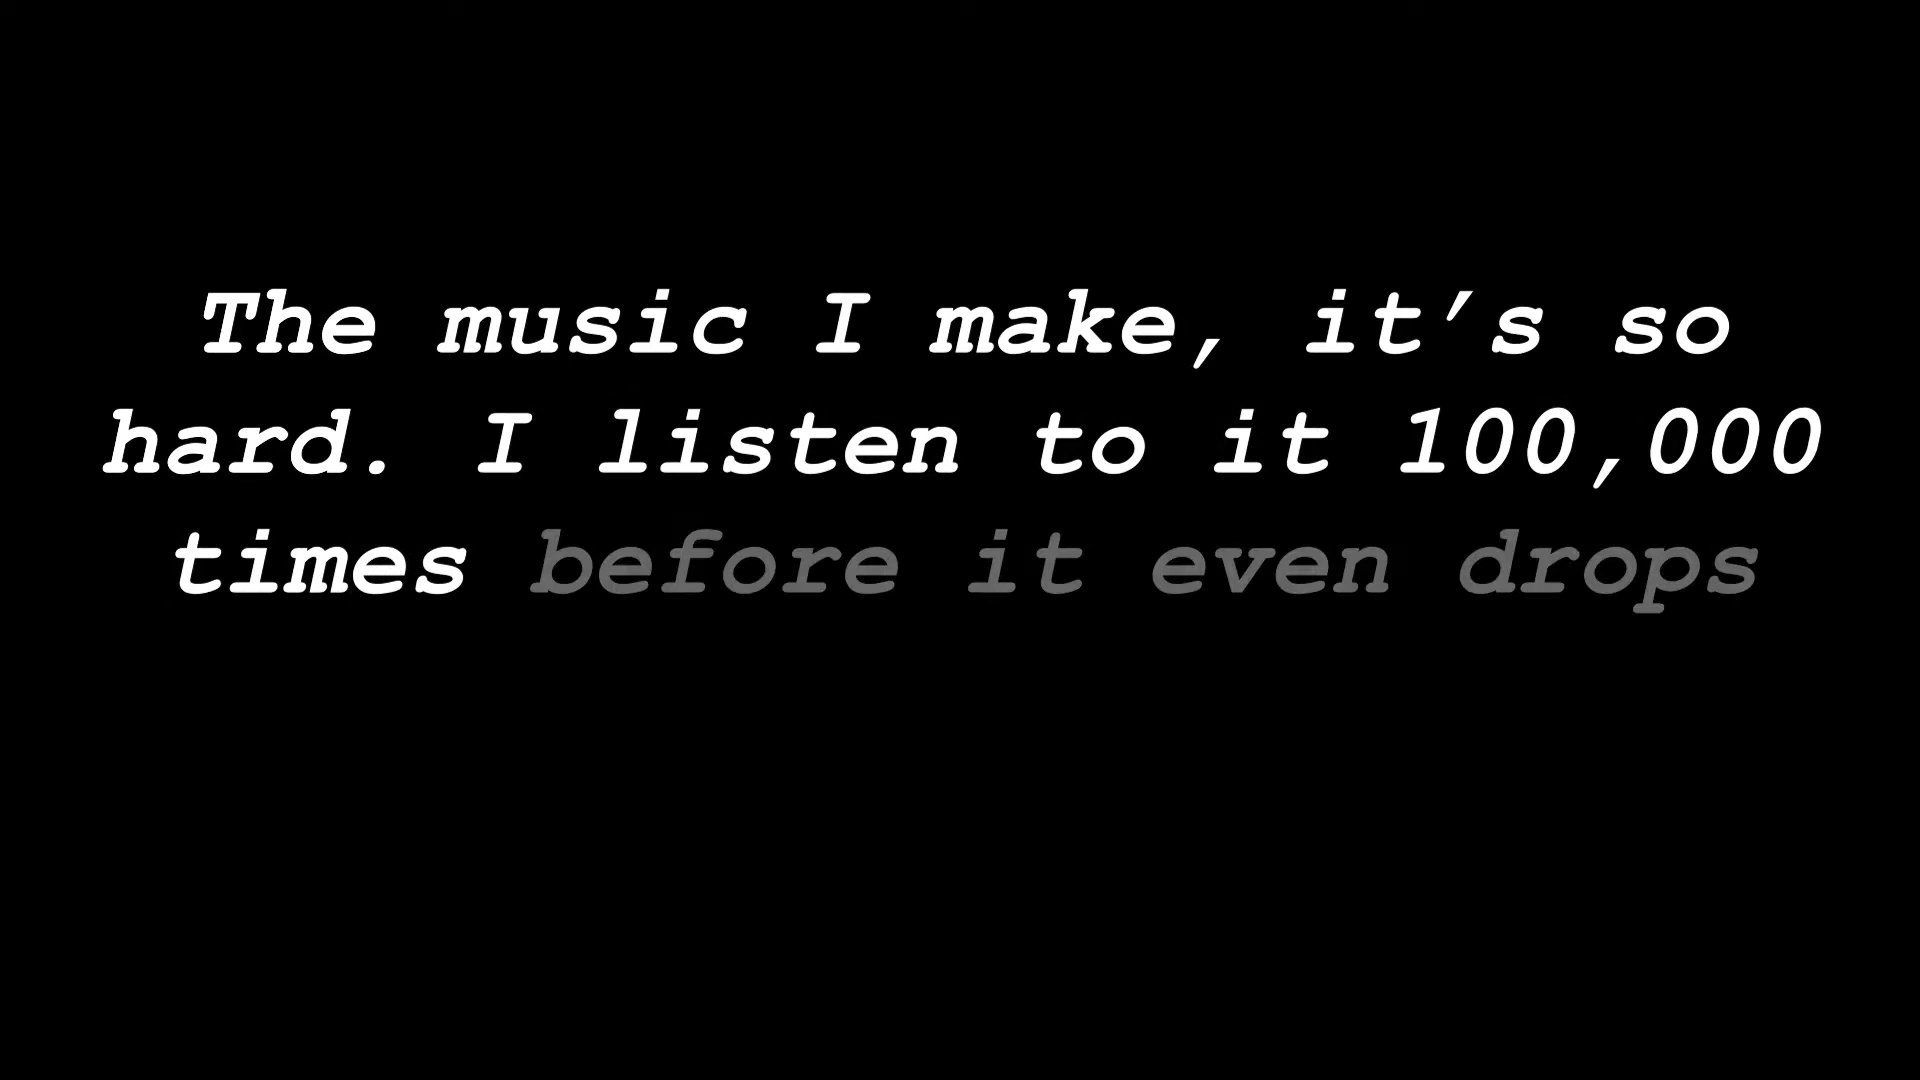 The music I make, it’s so
hard. I listen to it 100,000
times before it even drops